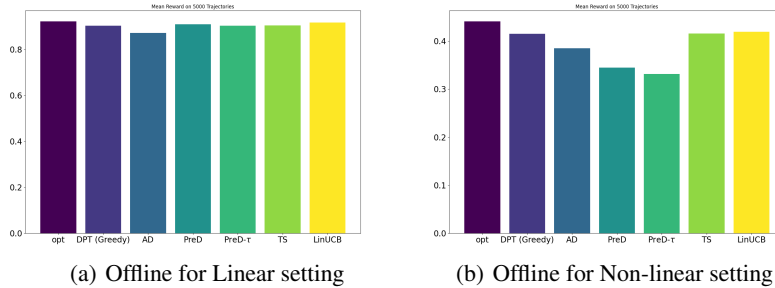 Mean Reward on 5000 Trajectories
0.8
0.6
0.4
0.2
0.0
opt DPT (Greedy) AD PreD PreD-τ TS LinUCB
(a) Offline for Linear setting
Mean Reward on 5000 Trajectories
0.4
0.3
0.2
0.1
0.0
opt DPT (Greedy) AD PreD PreD-τ TS LinUCB
(b) Offline for Non-linear setting